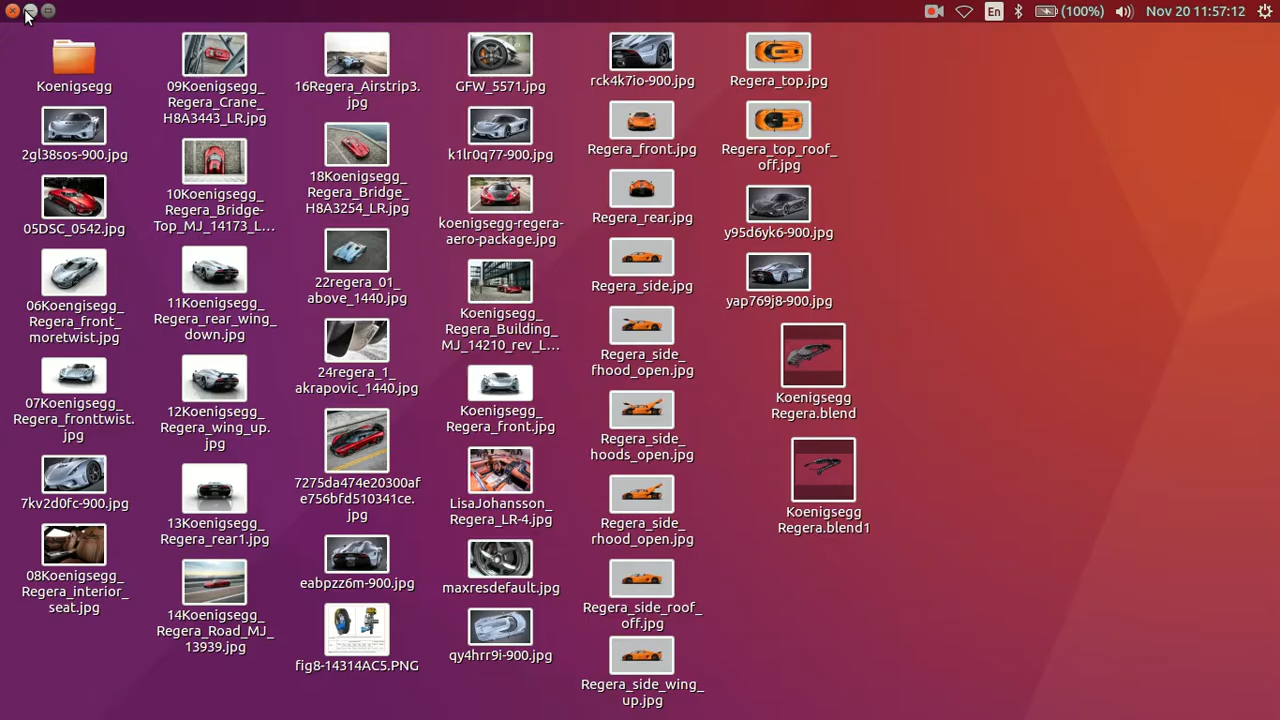 En
(100%)
Nov 20 11:57:12
Koenigsegg
2gl38sos-900.jpg
05DSC_0542.jpg
06Koengisegg_
Regera_front_
moretwist.jpg
07Koenigsegg_
Regera_fronttwist.
jpg
7kv2d0fc-900.jpg
08Koenigsegg_
Regera_interior_
seat.jpg
09Koenigsegg_
Regera_Crane_
H8A3443_LR.jpg
10Koenigsegg_
Regera_Bridge-
Top_MJ_14173_L...
11Koenigsegg_
Regera_rear_wing_
down.jpg
12Koenigsegg_
Regera_wing_up.
jpg
13Koenigsegg_
Regera_rear1.jpg
14Koenigsegg_
Regera_Road_MJ_
13939.jpg
16Regera_Airstrip3.
jpg
18Koenigsegg_
Regera_Bridge_
H8A3254_LR.jpg
22regera_01_
above_1440.jpg
24regera_1_
akrapovic_1440.jpg
7275da474e20300af
e756bfd510341ce.
jpg
eabpzz6m-900.jpg
fig8-14314AC5.PNG
GFW_5571.jpg
k1lr0q77-900.jpg
koenigsegg-regera-
aero-package.jpg
Koenigsegg_
Regera_Building_
MJ_14210_rev_L...
Koenigsegg_
Regera_front.jpg
LisaJohansson_
Regera_LR-4.jpg
maxresdefault.jpg
qy4hrr9i-900.jpg
rck4k7io-900.jpg
Regera_front.jpg
Regera_rear.jpg
Regera_side.jpg
Regera_side_
fhood_open.jpg
Regera_side_
hoods_open.jpg
Regera_side_
rhood_open.jpg
Regera_side_roof_
off.jpg
Regera_side_wing_
up.jpg
Regera_top.jpg
Regera_top_roof_
off.jpg
y95d6yk6-900.jpg
yap769j8-900.jpg
Koenigsegg
Regera.blend
Koenigsegg
Regera.blend1